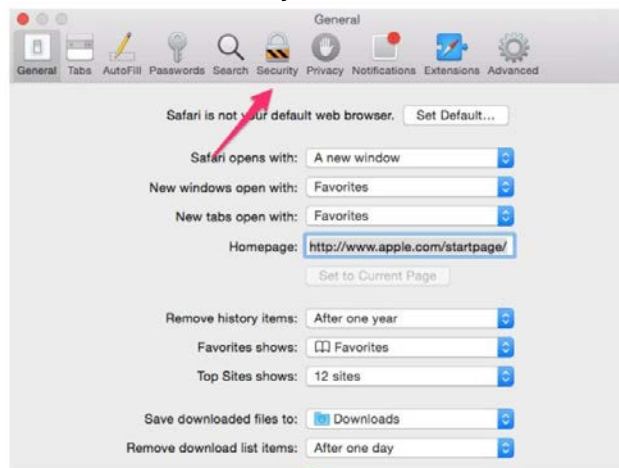 General
General Tabs AutoFill Passwords Search Security Privacy Notifications Extensions Advanced
Safari is not your default web browser. Set Default...
Safari opens with: A new window
New windows open with: Favorites
New tabs open with: Favorites
Homepage: http://www.apple.com/startpage/
Set to Current Page
Remove history items: After one year
Favorites shows: Favorites
Top Sites shows: 12 sites
Save downloaded files to: Downloads
Remove download list items: After one day